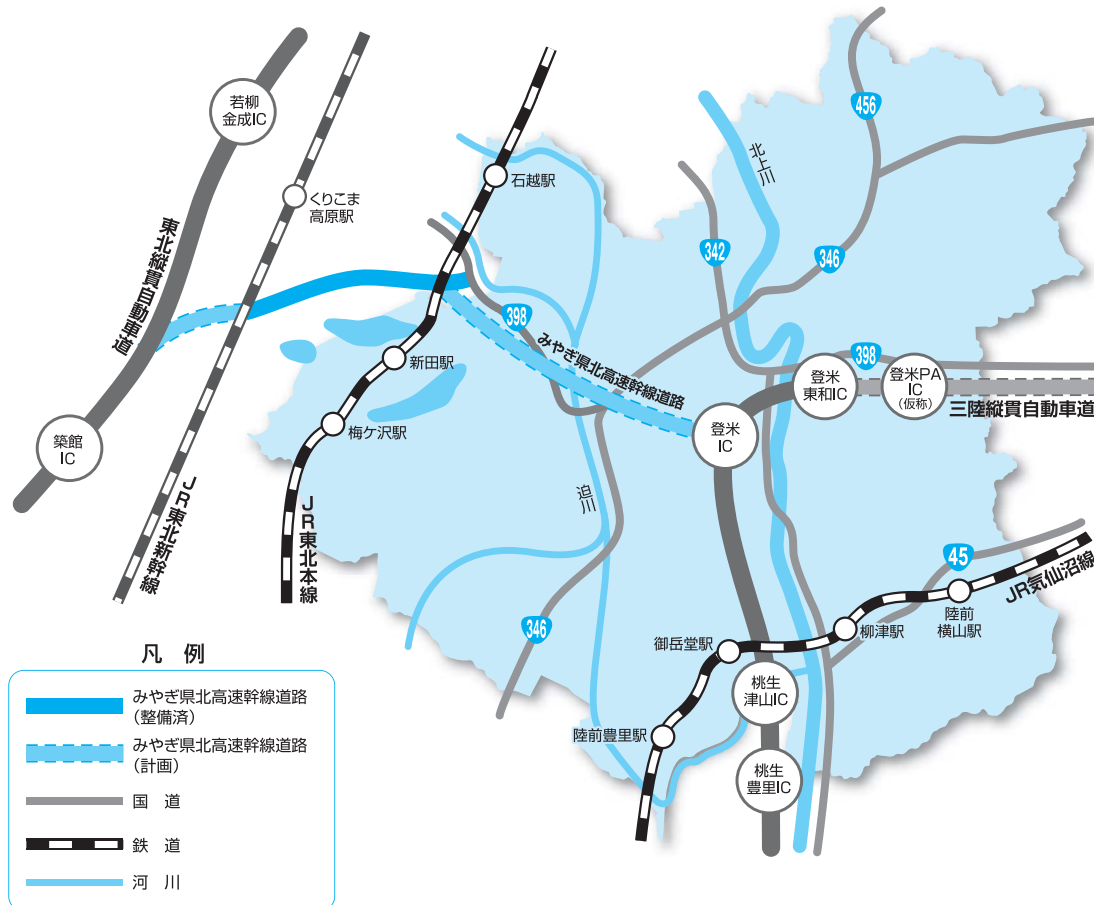 若柳
金成IC
くりこま
高原駅
東北縦貫自動車道
築館
IC
JR東北新幹線
JR東北本線
石越駅
新田駅
梅ケ沢駅
398
みやぎ県北高速幹線道路
迫川
346
北上川
456
342
346
398
登米
IC
登米
東和IC
登米PA
IC
(仮称)
三陸縦貫自動車道
45
JR気仙沼線
陸前
横山駅
柳津駅
御岳堂駅
陸前豊里駅
桃生
津山IC
桃生
豊里IC
凡 例
みやぎ県北高速幹線道路
(整備済)
みやぎ県北高速幹線道路
(計画)
国 道
鉄 道
河 川